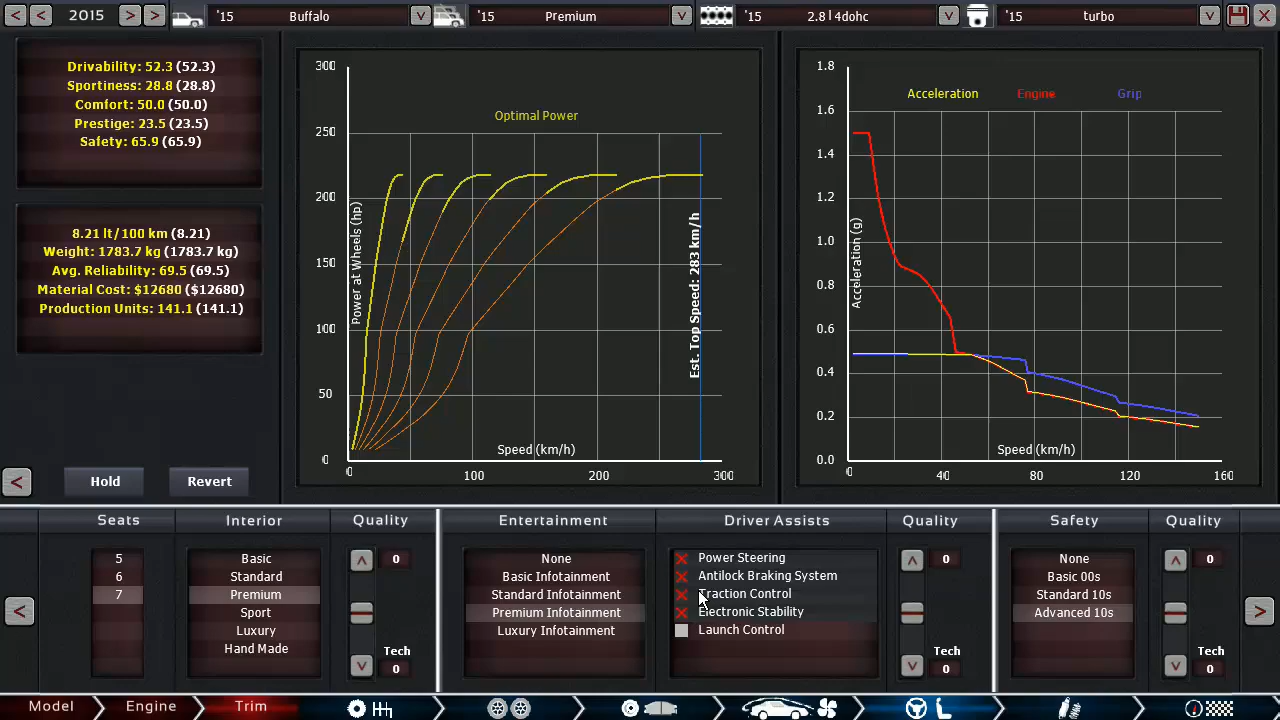 2015
'15 Buffalo
'15 Premium
'15 2.8 l 4dohc
'15 turbo
Drivability: 52.3 (52.3)
Sportiness: 28.8 (28.8)
Comfort: 50.0 (50.0)
Prestige: 23.5 (23.5)
Safety: 65.9 (65.9)
8.21 lt/100 km (8.21)
Weight: 1783.7 kg (1783.7 kg)
Avg. Reliability: 69.5 (69.5)
Material Cost: $12680 ($12680)
Production Units: 141.1 (141.1)
Hold
Revert
300
250
200
150
100
50
0
Optimal Power
Power at Wheels (hp)
Est. Top Speed: 283 km/h
Speed (km/h)
0 100 200 300
1.8
1.6
1.4
1.2
1.0
0.8
0.6
0.4
0.2
0.0
Acceleration Engine Grip
Acceleration (g)
Speed (km/h)
0 40 80 120 160
Seats
5
6
7
Interior
Basic
Standard
Premium
Sport
Luxury
Hand Made
Quality
0
Tech
0
Entertainment
None
Basic Infotainment
Standard Infotainment
Premium Infotainment
Luxury Infotainment
Driver Assists
Power Steering
Antilock Braking System
Traction Control
Electronic Stability
Launch Control
Quality
0
Tech
0
Safety
None
Basic 00s
Standard 10s
Advanced 10s
Quality
0
Tech
0
Model
Engine
Trim